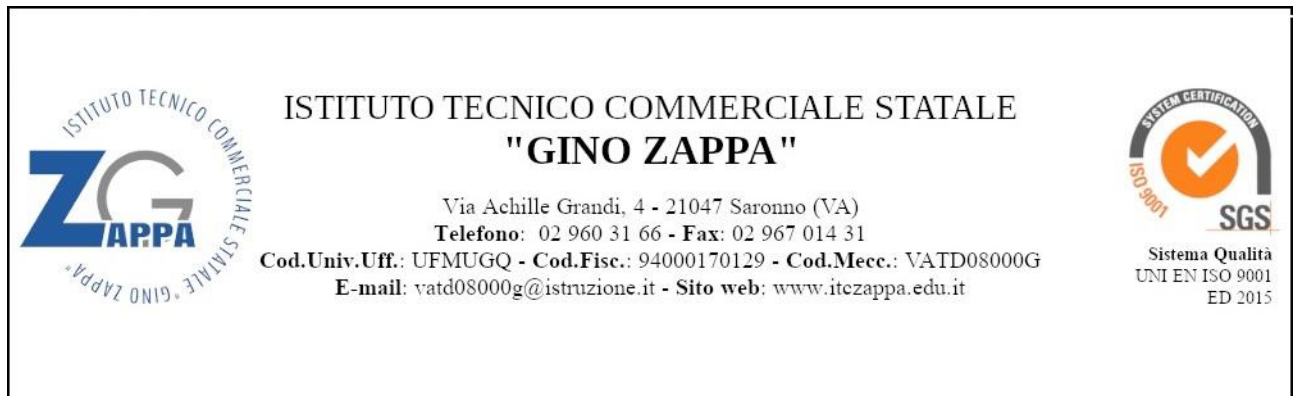 ISTITUTO TECNICO COMMERCIALE STATALE "GINO ZAPPA"
ZG
APPA
ISTITUTO TECNICO COMMERCIALE STATALE
"GINO ZAPPA"
Via Achille Grandi, 4 - 21047 Saronno (VA)
Telefono: 02 960 31 66 - Fax: 02 967 014 31
Cod.Univ.Uff.: UFMUGQ - Cod.Fisc.: 94000170129 - Cod.Mecc.: VATD08000G
E-mail: vatd08000g@istruzione.it - Sito web: www.itczappa.edu.it
SYSTEM CERTIFICATION
ISO 9001
SGS
Sistema Qualità
UNI EN ISO 9001
ED 2015